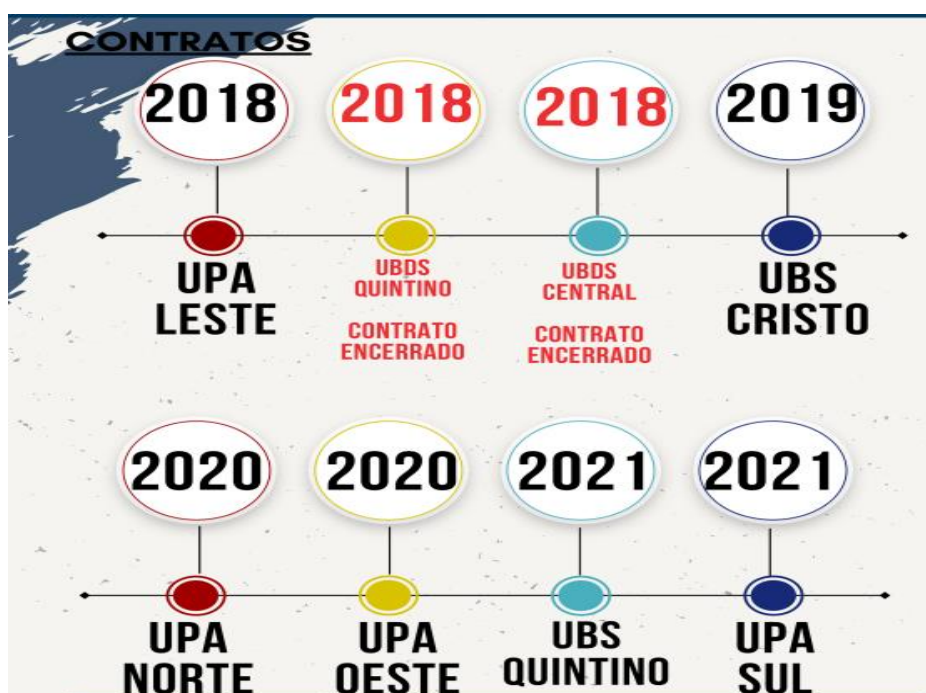 CONTRATOS
2018
2018
2018
2019
UPA
LESTE
UBDS
QUINTINO
CONTRATO
ENCERRADO
UBDS
CENTRAL
CONTRATO
ENCERRADO
UBS
CRISTO
2020
2020
2021
2021
UPA
NORTE
UPA
OESTE
UBS
QUINTINO
UPA
SUL